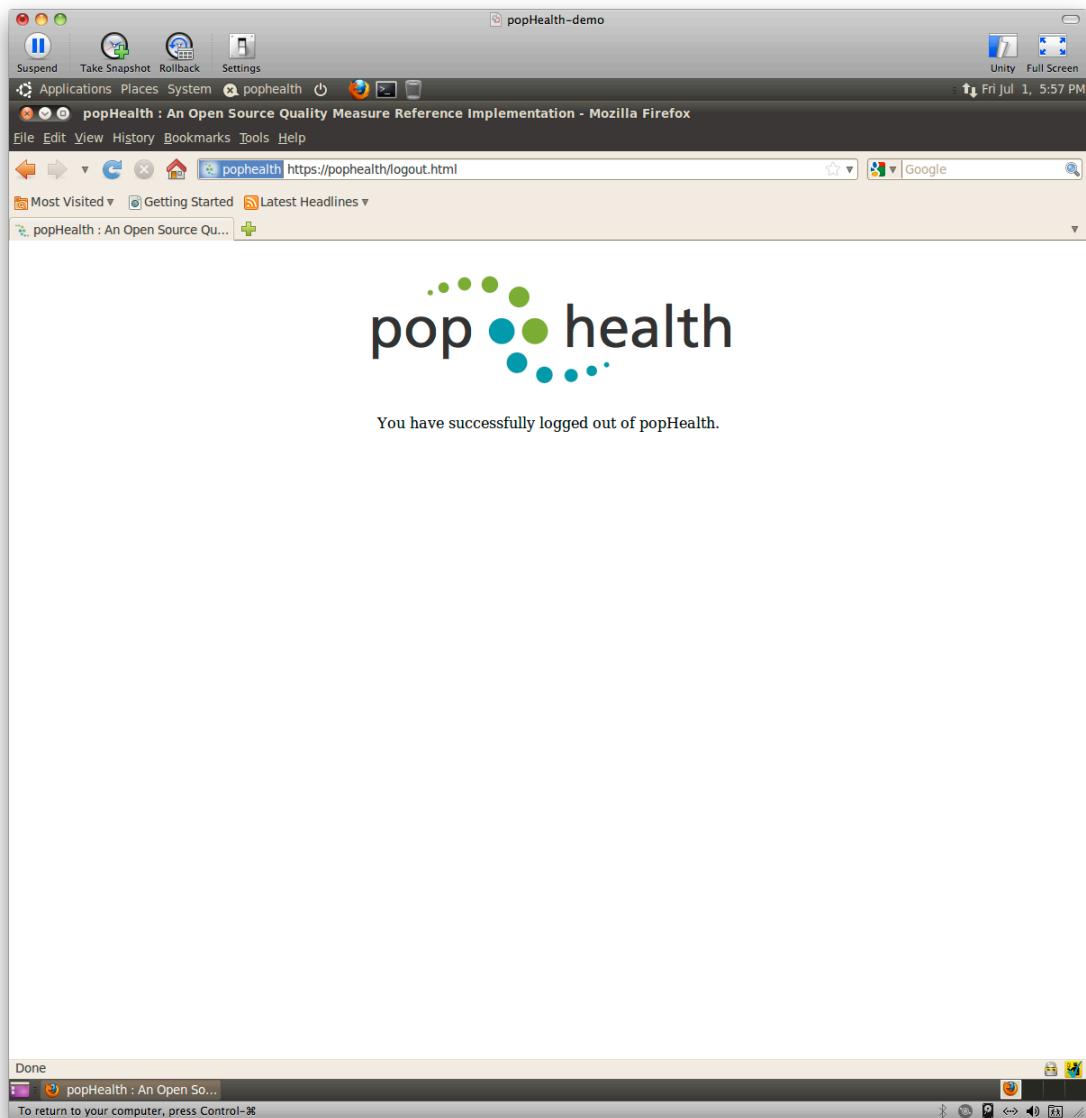 popHealth-demo
Suspend Take Snapshot Rollback Settings Unity Full Screen
Applications Places System pophealth Fri Jul 1, 5:57 PM
popHealth : An Open Source Quality Measure Reference Implementation - Mozilla Firefox
File Edit View History Bookmarks Tools Help
pophealth https://pophealth/logout.html Google
Most Visited Getting Started Latest Headlines
popHealth : An Open Source Qu...
pop health
You have successfully logged out of popHealth.
Done
popHealth : An Open So...
To return to your computer, press Control-⌘